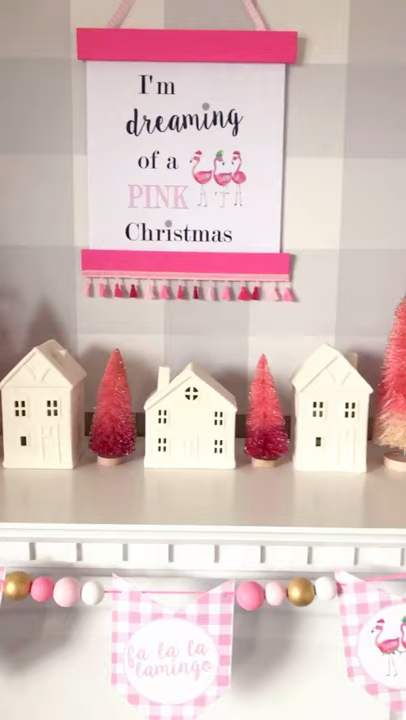 I'm
dreaming
of a
PINK
Christmas
fa la la
lamingo